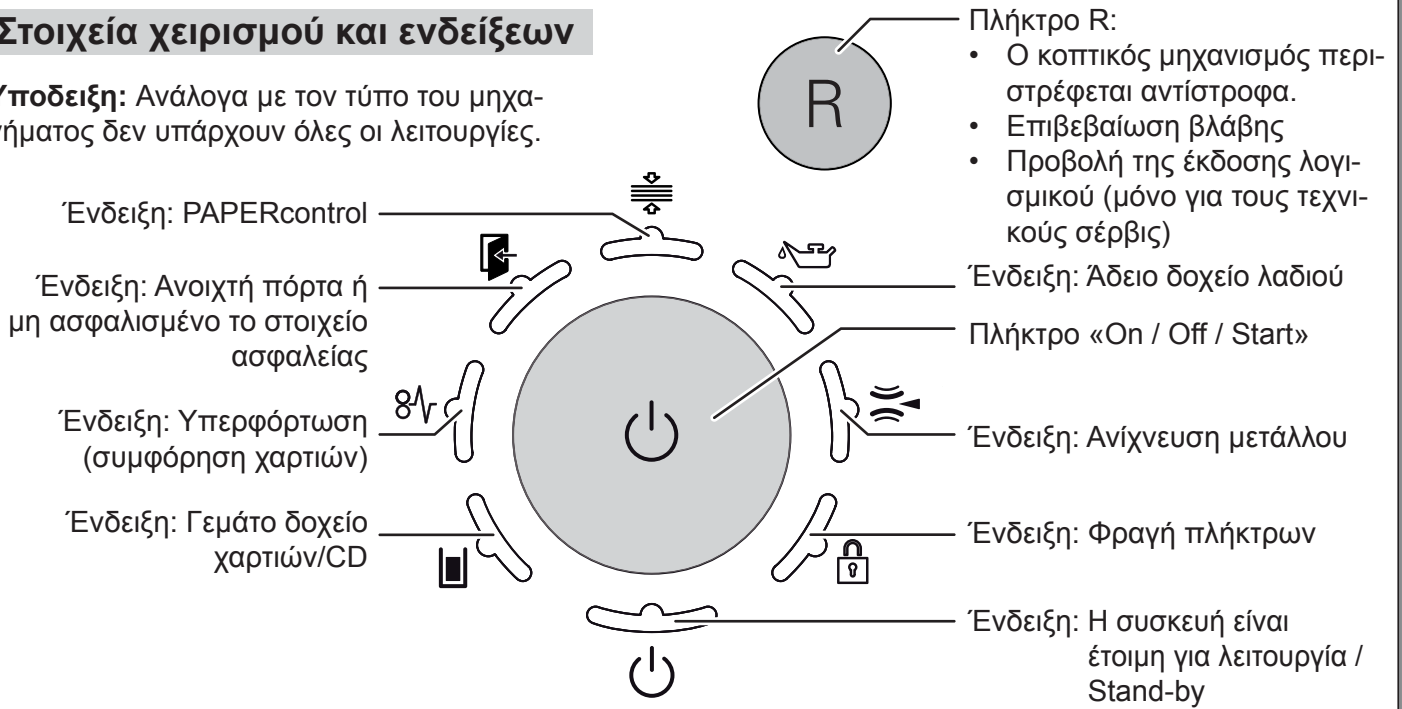 Στοιχεία χειρισμού και ενδείξεων
Υποδειξη: Ανάλογα με τον τύπο του μηχα-
νήματος δεν υπάρχουν όλες οι λειτουργίες.
R
Πλήκτρο R:
• Ο κοπτικός μηχανισμός περι-
στρέφεται αντίστροφα.
• Επιβεβαίωση βλάβης
• Προβολή της έκδοσης λογι-
σμικού (μόνο για τους τεχνι-
κούς σέρβις)
Ένδειξη: PAPERcontrol
Ένδειξη: Ανοιχτή πόρτα ή
μη ασφαλισμένο το στοιχείο
ασφαλείας
Ένδειξη: Υπερφόρτωση
(συμφόρηση χαρτιών)
Ένδειξη: Γεμάτο δοχείο
χαρτιών/CD
Ένδειξη: Άδειο δοχείο λαδιού
Πλήκτρο «On / Off / Start»
Ένδειξη: Ανίχνευση μετάλλου
Ένδειξη: Φραγή πλήκτρων
Ένδειξη: Η συσκευή είναι
έτοιμη για λειτουργία /
Stand-by